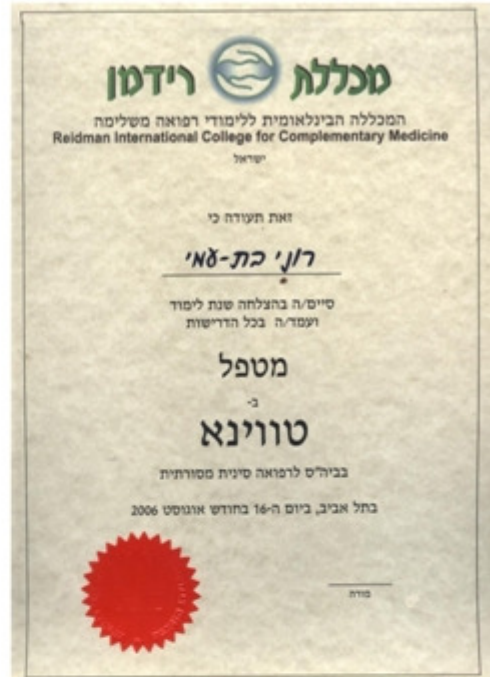 מכללת רידמן
המכללה הבינלאומית ללימודי רפואה משלימה
Reidman International College for Complementary Medicine
ישראל
זאת תעודה כי
רוני בת-עמי
סיים/ה בהצלחה שנת לימוד
ועמד/ה בכל הדרישות
מטפל
ב-
טווינא
בביה"ס לרפואה סינית מסורתית
בתל אביב, ביום ה-16 בחודש אוגוסט 2006
מורה